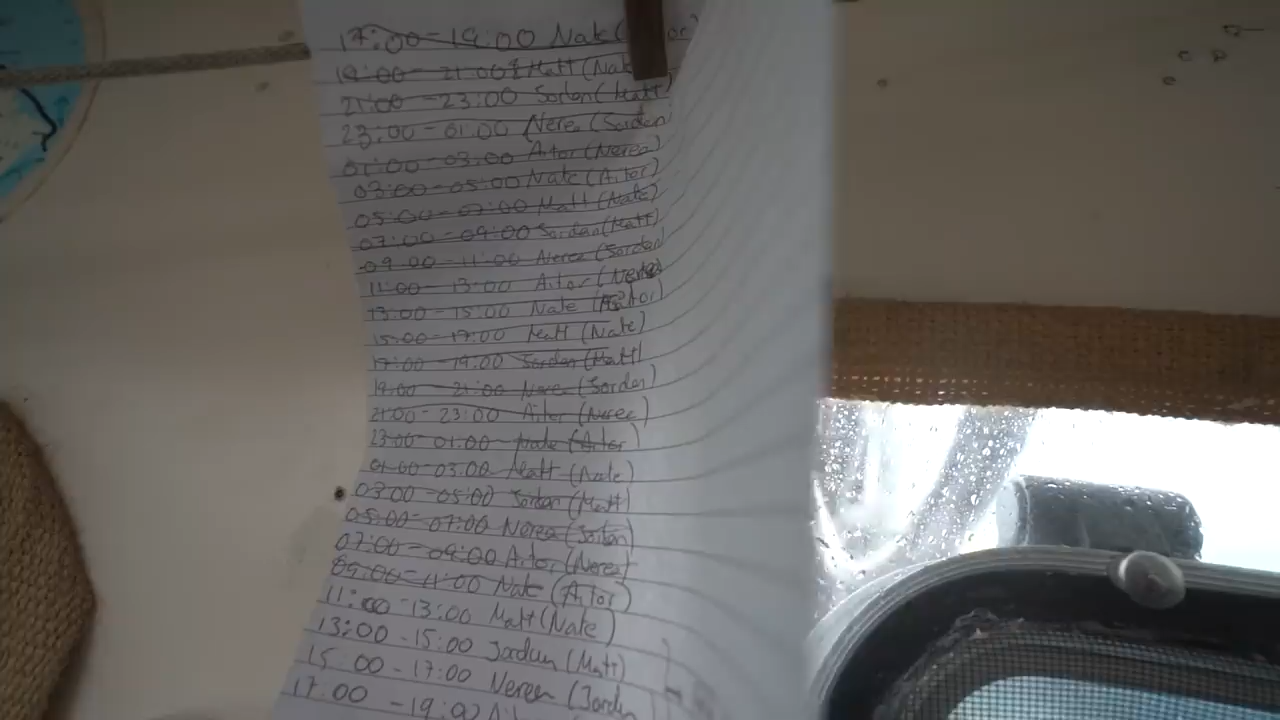 17:00 - 19:00 Nate (
19:00 - 21:00 Matt (Nate
21:00 - 23:00 Jordan (Matt)
23:00 - 01:00 Nerea (Jordan
01:00 - 03:00 Aitor (Nerea)
03:00 - 05:00 Nate (Aitor)
05:00 - 07:00 Matt (Nate)
07:00 - 09:00 Jordan (Matt)
09:00 - 11:00 Nerea (Jordan)
11:00 - 13:00 Aitor (Nerea)
13:00 - 15:00 Nate (Aitor)
15:00 - 17:00 Matt (Nate)
17:00 - 19:00 Jordan (Matt)
19:00 - 21:00 Nerea (Jordan)
21:00 - 23:00 Aitor (Nerea)
23:00 - 01:00 Nate (Aitor)
01:00 - 03:00 Matt (Nate)
03:00 - 05:00 Jordan (Matt)
05:00 - 07:00 Nerea (Jordan)
07:00 - 09:00 Aitor (Nerea)
09:00 - 11:00 Nate (Aitor)
11:00 - 13:00 Matt (Nate)
13:00 - 15:00 Jordan (Matt)
15:00 - 17:00 Nerea (Jordan
17:00 - 19:00